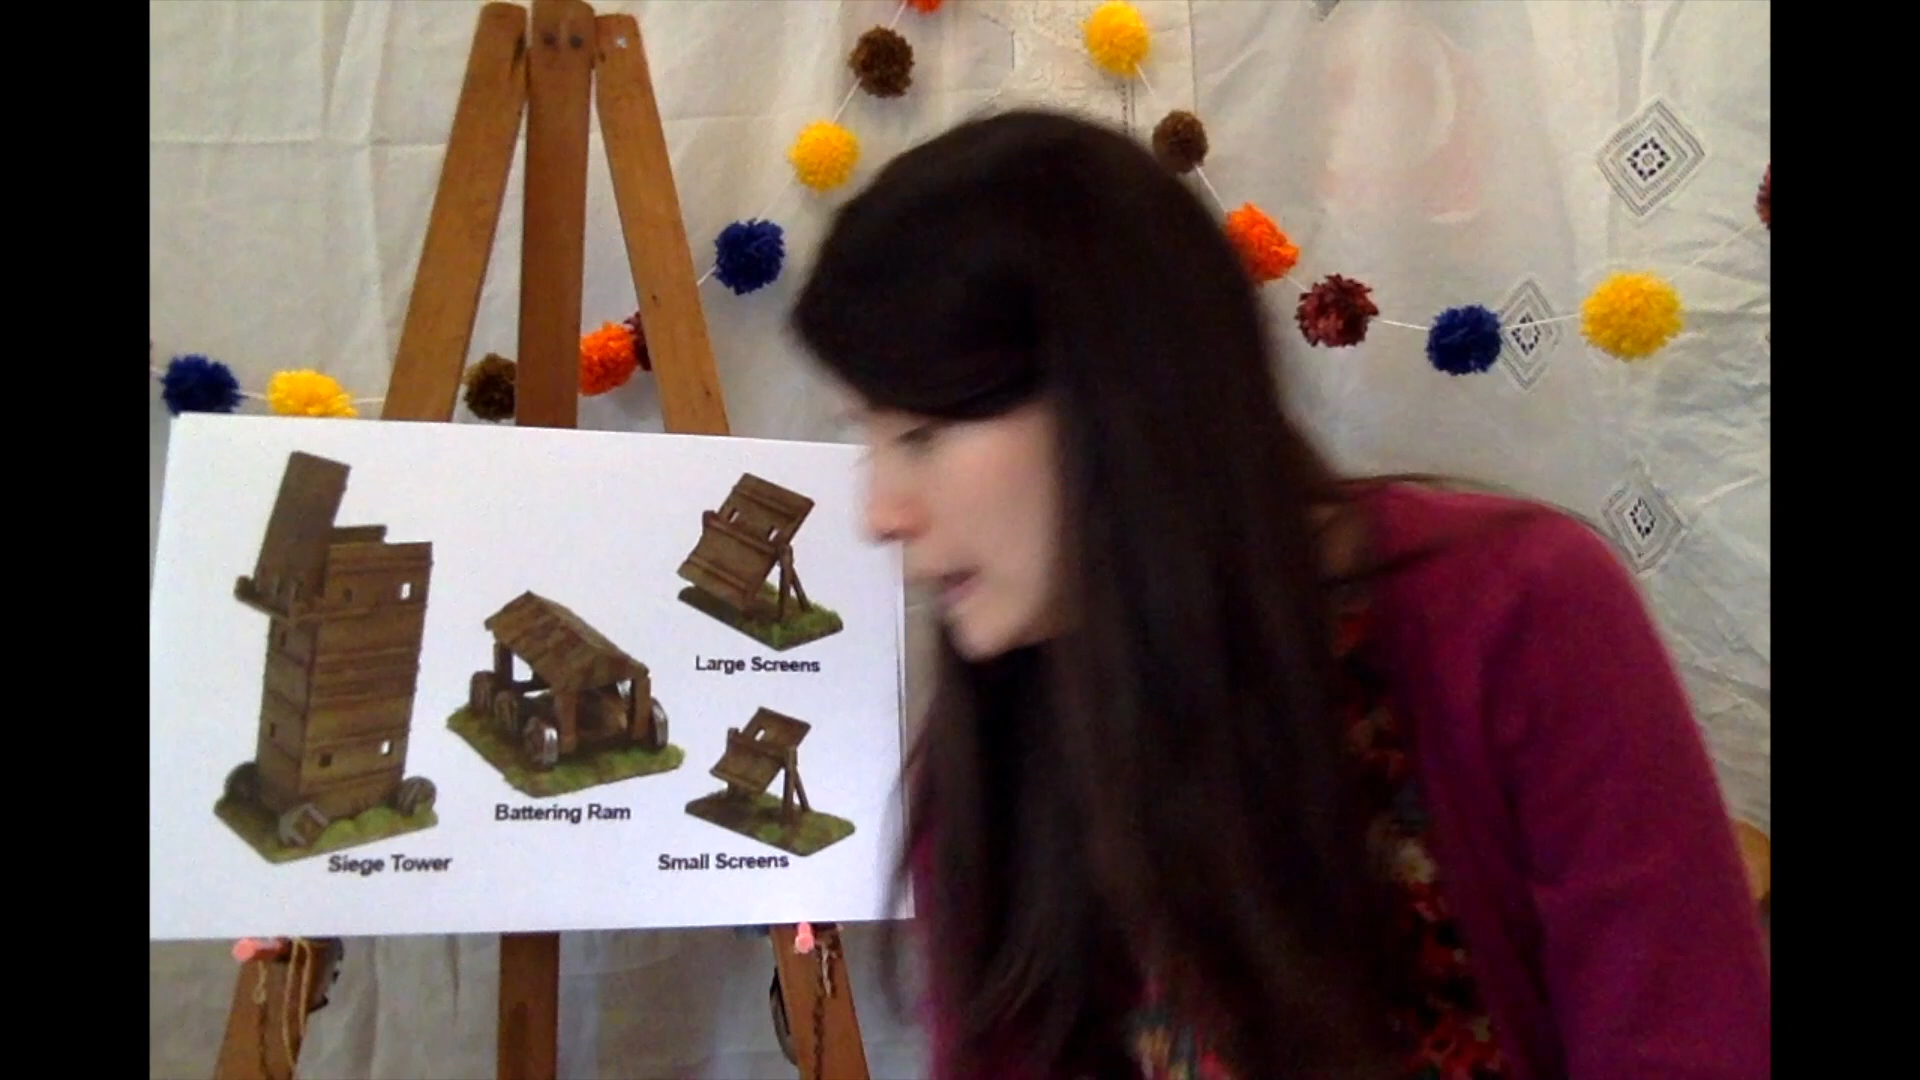 Large Screens
Battering Ram
Siege Tower
Small Screens